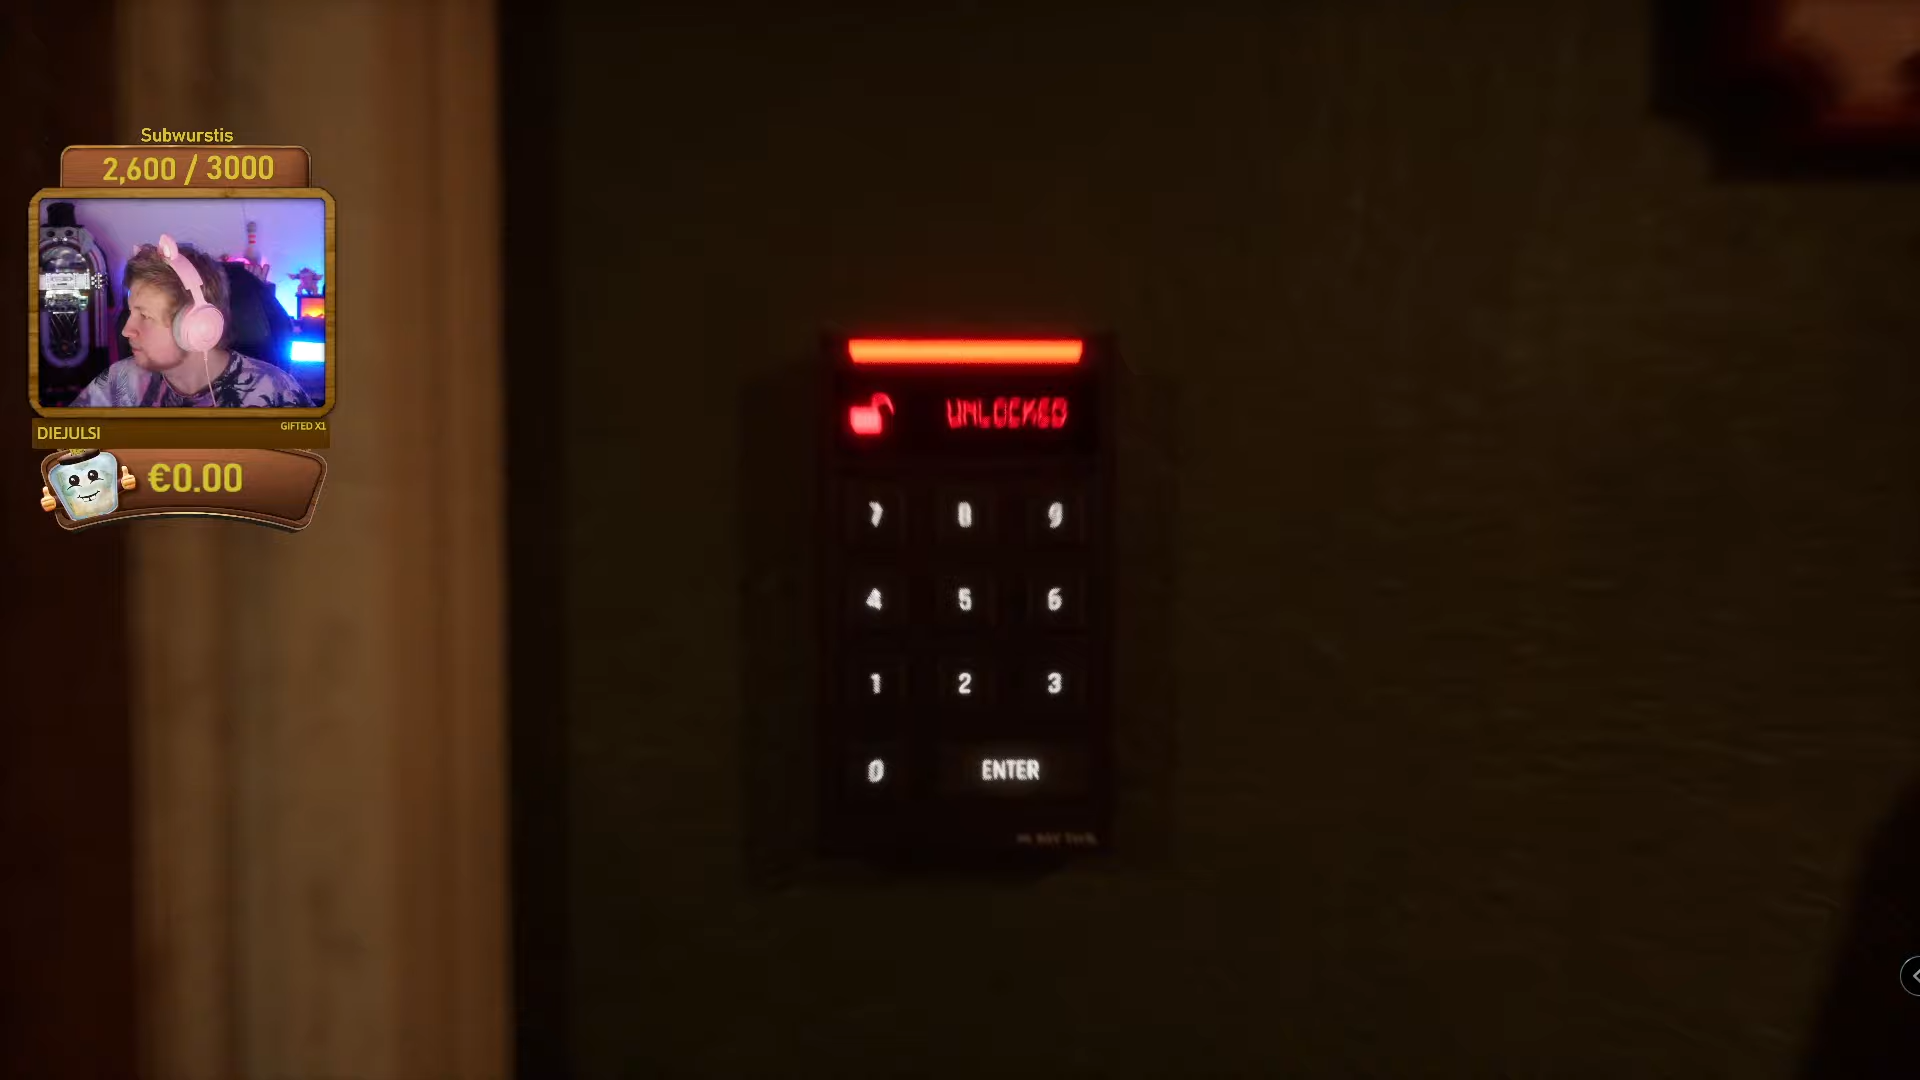 Subwurstis
2,600 / 3000
DIEJULSI
GIFTED X1
€0.00
UNLOCKED
7 8 9
4 5 6
1 2 3
0 ENTER